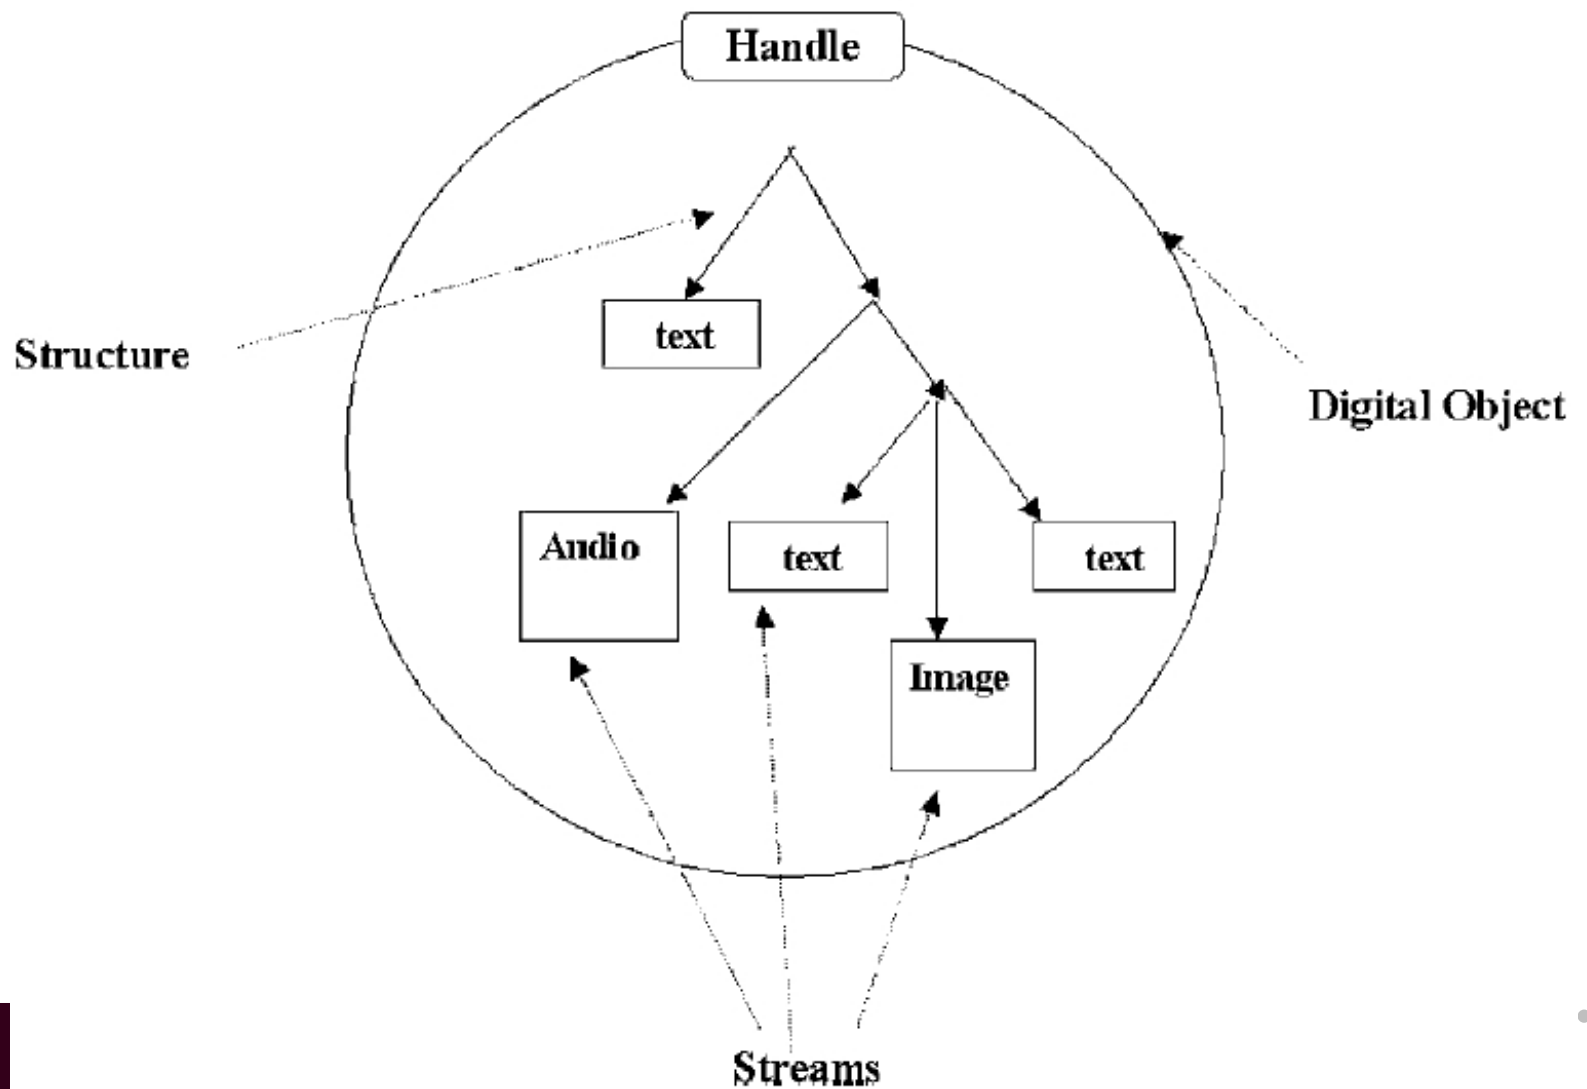 Handle
text
Structure
Digital Object
Audio
text
text
Image
Streams